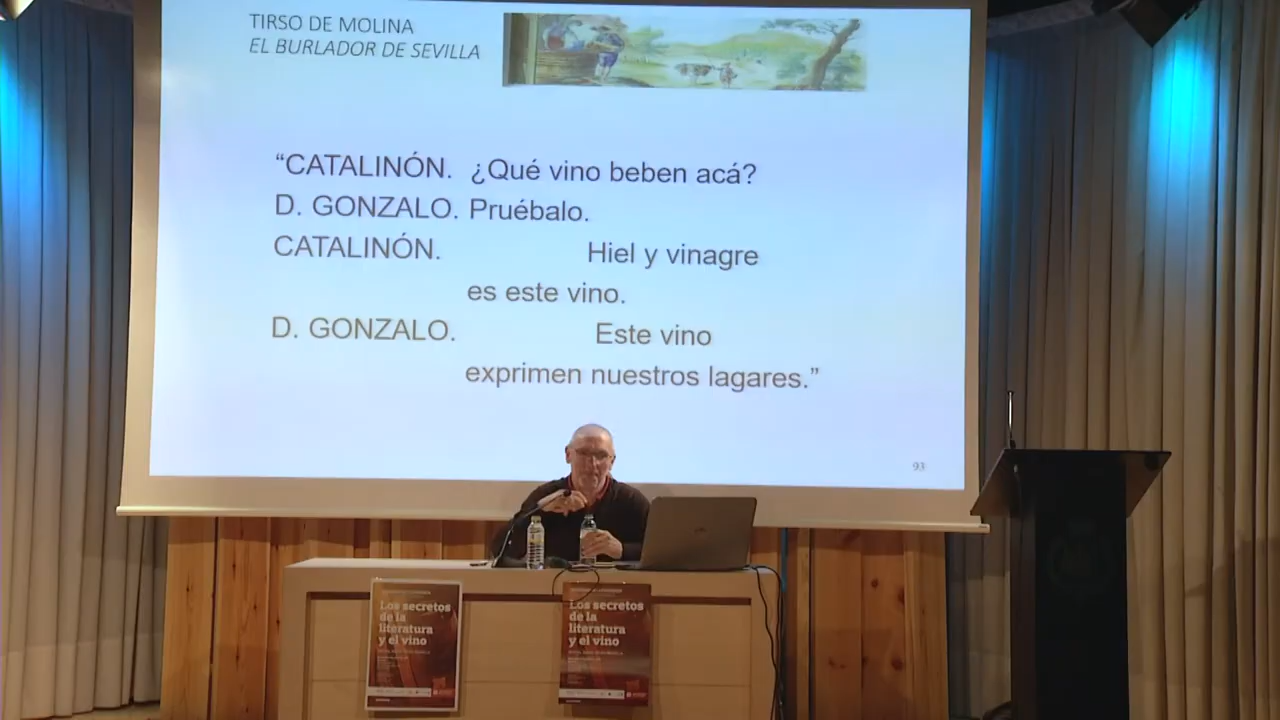 TIRSO DE MOLINA
EL BURLADOR DE SEVILLA
“CATALINÓN. ¿Qué vino beben acá?
D. GONZALO. Pruébalo.
CATALINÓN. Hiel y vinagre
es este vino.
D. GONZALO. Este vino
exprimen nuestros lagares.”
93
Los secretos
de la
literatura
y el vino
Los secretos
de la
literatura
y el vino